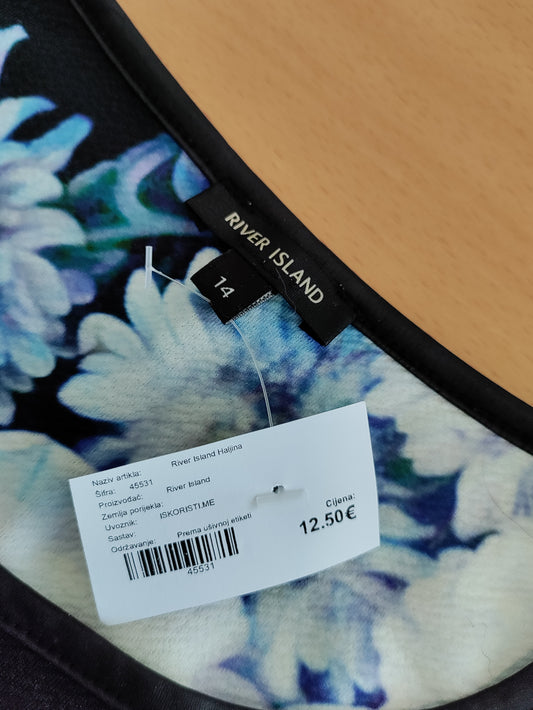 RIVER ISLAND
14
Naziv artikla: River Island Haljina
Šifra: 45531
Proizvođač: River Island
Zemlja porijekla:
Uvoznik: ISKORISTI.ME
Sastav:
Održavanje: Prema ušivnoj etiketi
45531
Cijena:
12.50€